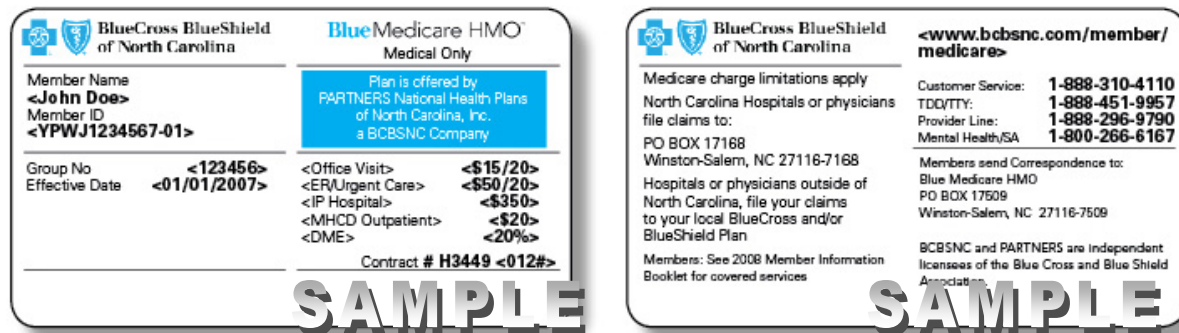 BlueCross BlueShield
of North Carolina
BlueMedicare HMO℠
Medical Only
Member Name
<John Doe>
Member ID
<YPWJ1234567-01>
Plan is offered by
PARTNERS National Health Plans
of North Carolina, Inc.
a BCBSNC Company
Group No <123456>
Effective Date <01/01/2007>
<Office Visit> <$15/20>
<ER/Urgent Care> <$50/20>
<IP Hospital> <$350>
<MHCD Outpatient> <$20>
<DME> <20%>
Contract # H3449 <012#>
SAMPLE
BlueCross BlueShield
of North Carolina
Medicare charge limitations apply
North Carolina Hospitals or physicians
file claims to:
PO BOX 17168
Winston-Salem, NC 27116-7168
Hospitals or physicians outside of
North Carolina, file your claims
to your local BlueCross and/or
BlueShield Plan
Members: See 2008 Member Information
Booklet for covered services
<www.bcbsnc.com/member/
medicare>
Customer Service: 1-888-310-4110
TDD/TTY: 1-888-451-9957
Provider Line: 1-888-296-9790
Mental Health/SA 1-800-266-6167
Members send Correspondence to:
Blue Medicare HMO
PO BOX 17509
Winston-Salem, NC 27116-7509
BCBSNC and PARTNERS are independent
licensees of the Blue Cross and Blue Shield
Association.
SAMPLE